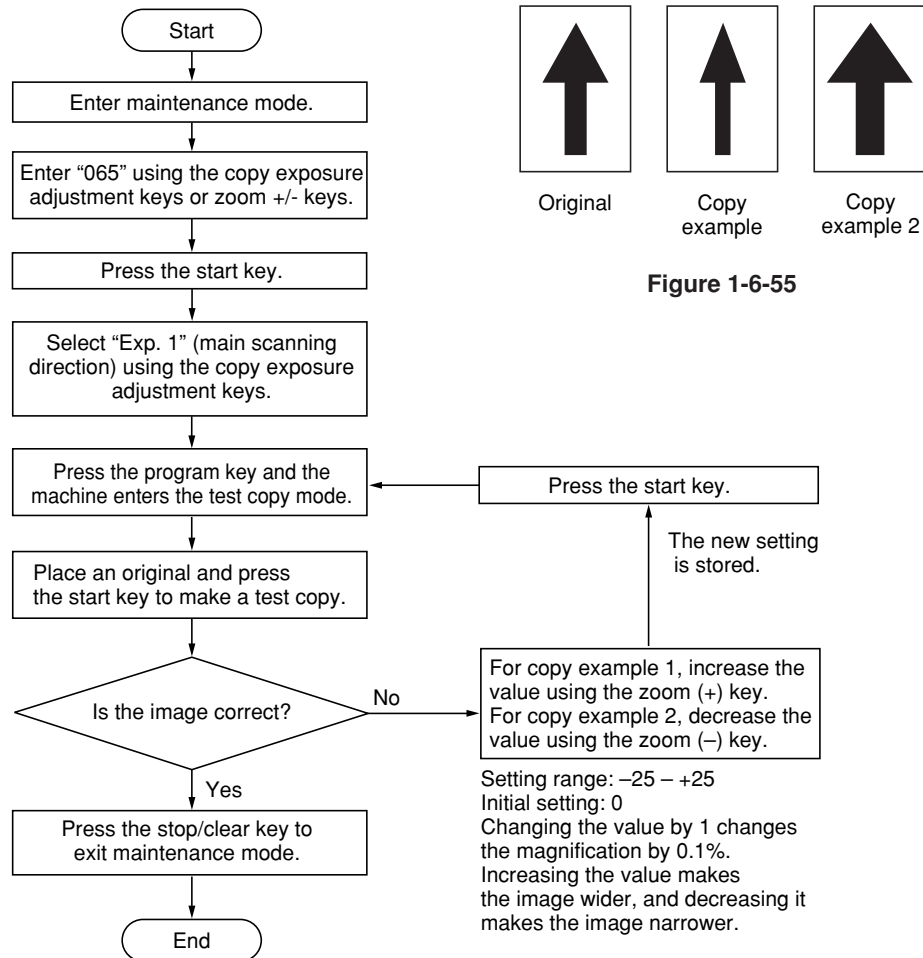 Start
Enter maintenance mode.
Enter “065” using the copy exposure
adjustment keys or zoom +/- keys.
Press the start key.
Select “Exp. 1” (main scanning
direction) using the copy exposure
adjustment keys.
Press the program key and the
machine enters the test copy mode.
Place an original and press
the start key to make a test copy.
Is the image correct?
No
Yes
Press the stop/clear key to
exit maintenance mode.
End
Original
Copy
example
Copy
example 2
Figure 1-6-55
Press the start key.
The new setting
is stored.
For copy example 1, increase the
value using the zoom (+) key.
For copy example 2, decrease the
value using the zoom (–) key.
Setting range: –25 – +25
Initial setting: 0
Changing the value by 1 changes
the magnification by 0.1%.
Increasing the value makes
the image wider, and decreasing it
makes the image narrower.